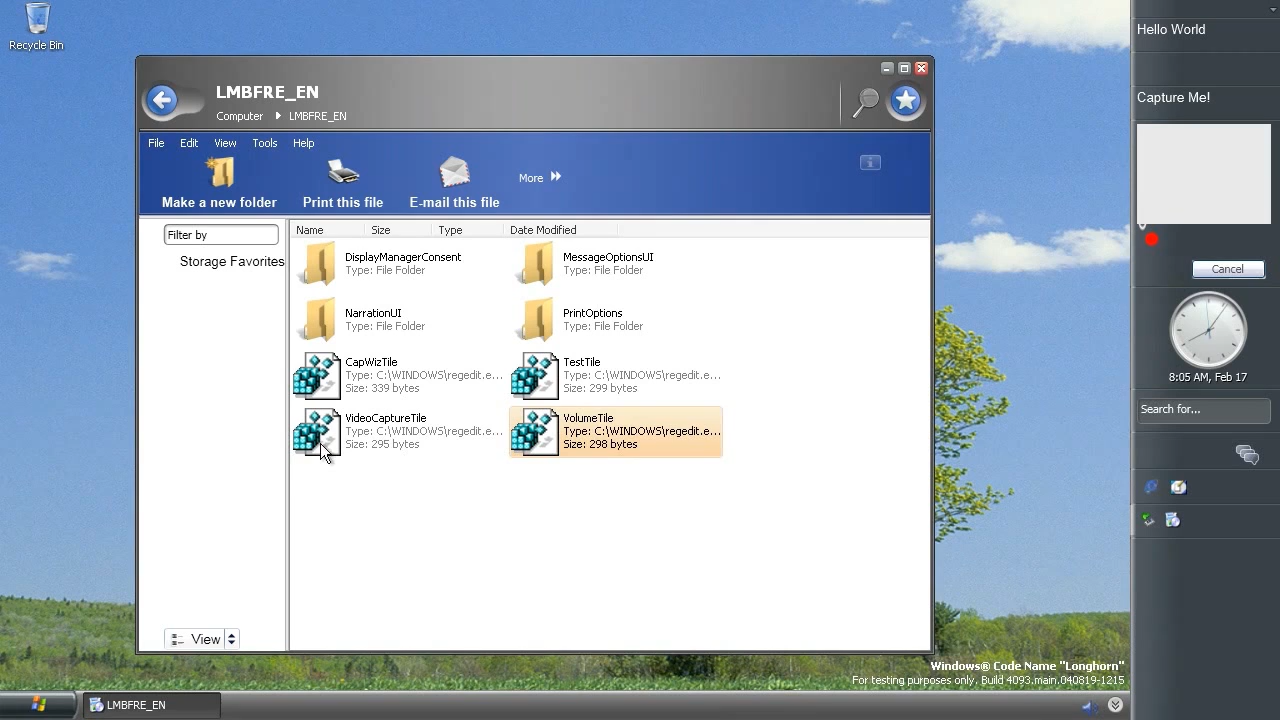 Recycle Bin
LMBFRE_EN
Computer LMBFRE_EN
File Edit View Tools Help
Make a new folder Print this file E-mail this file More
Filter by
Storage Favorites
Name Size Type Date Modified
DisplayManagerConsent
Type: File Folder
MessageOptionsUI
Type: File Folder
NarrationUI
Type: File Folder
PrintOptions
Type: File Folder
CapWizTile
Type: C:\WINDOWS\regedit.e...
Size: 339 bytes
TestTile
Type: C:\WINDOWS\regedit.e...
Size: 299 bytes
VideoCaptureTile
Type: C:\WINDOWS\regedit.e...
Size: 295 bytes
VolumeTile
Type: C:\WINDOWS\regedit.e...
Size: 298 bytes
View
Hello World
Capture Me!
Cancel
8:05 AM, Feb 17
Search for...
Windows® Code Name "Longhorn"
For testing purposes only. Build 4093.main.040819-1215
LMBFRE_EN